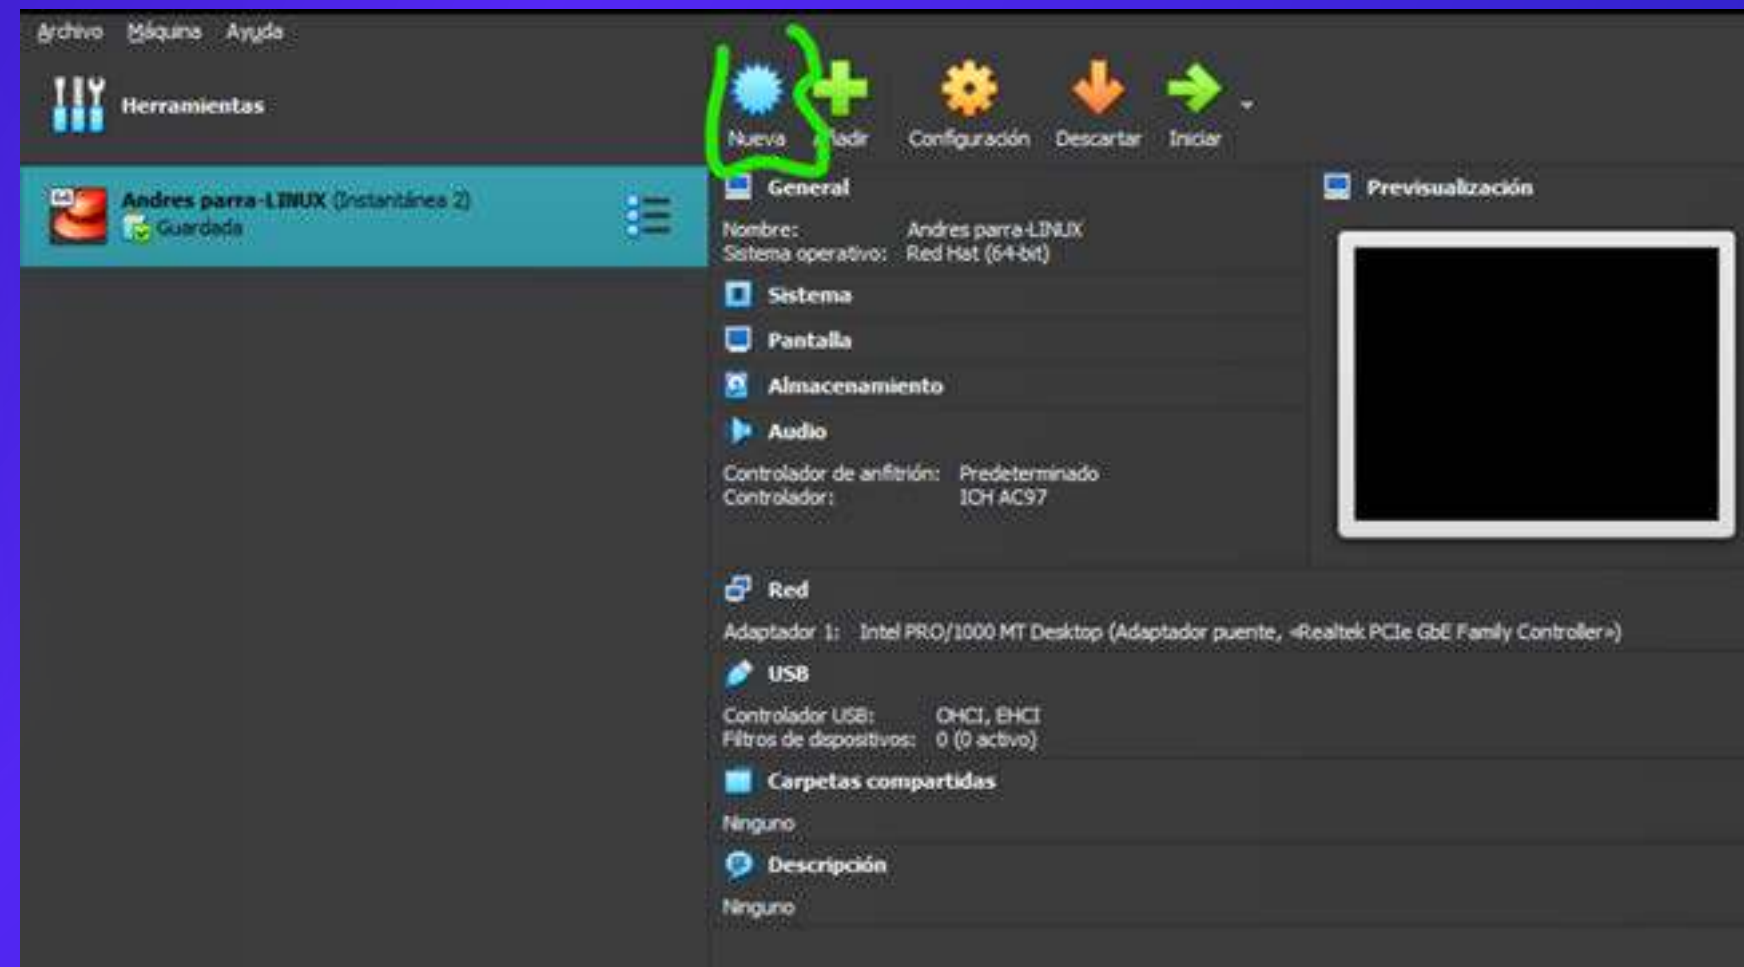 Archivo Máquina Ayuda
Herramientas
Nueva Añadir Configuración Descartar Iniciar
Andres parra-LINUX (Instantánea 2)
Guardada
General
Nombre: Andres parra-LINUX
Sistema operativo: Red Hat (64-bit)
Sistema
Pantalla
Almacenamiento
Audio
Controlador de anfitrión: Predeterminado
Controlador: ICH AC97
Previsualización
Red
Adaptador 1: Intel PRO/1000 MT Desktop (Adaptador puente, «Realtek PCIe GbE Family Controller»)
USB
Controlador USB: OHCI, EHCI
Filtros de dispositivos: 0 (0 activo)
Carpetas compartidas
Ninguno
Descripción
Ninguno